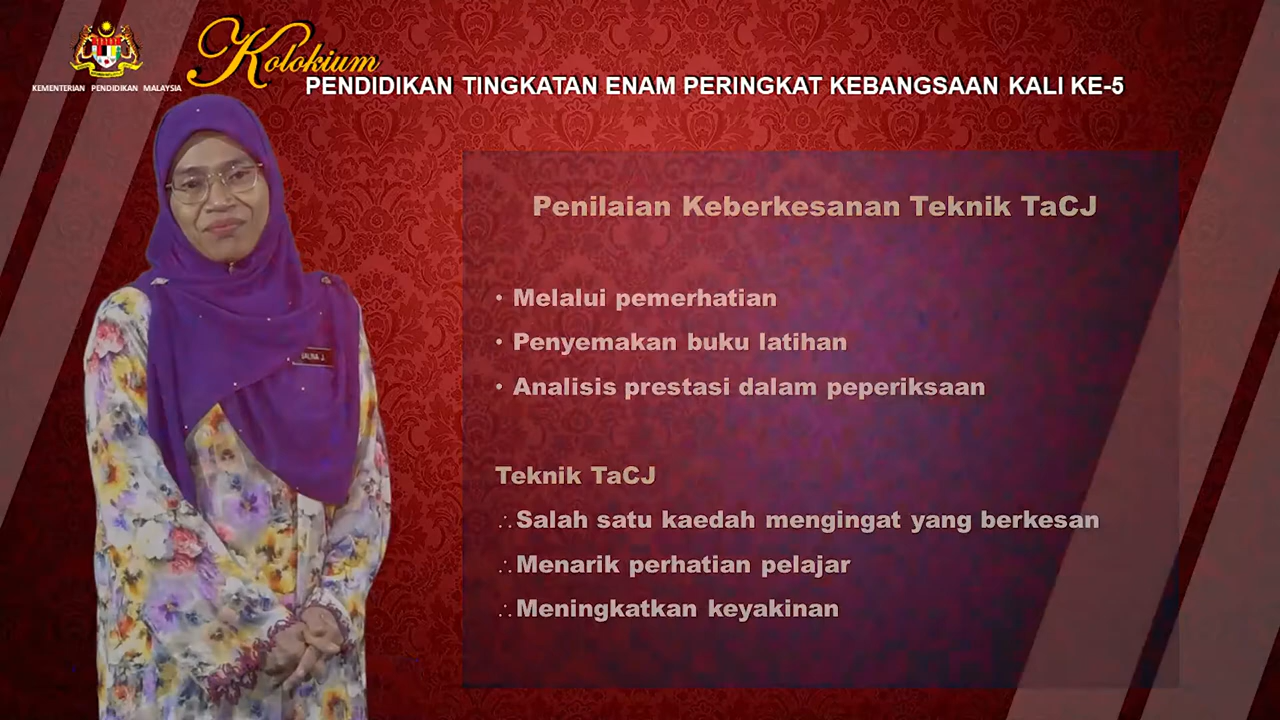 Kolokium
KEMENTERIAN PENDIDIKAN MALAYSIA
PENDIDIKAN TINGKATAN ENAM PERINGKAT KEBANGSAAN KALI KE-5
Penilaian Keberkesanan Teknik TaCJ
• Melalui pemerhatian
• Penyemakan buku latihan
• Analisis prestasi dalam peperiksaan
Teknik TaCJ
∴Salah satu kaedah mengingat yang berkesan
∴Menarik perhatian pelajar
∴Meningkatkan keyakinan